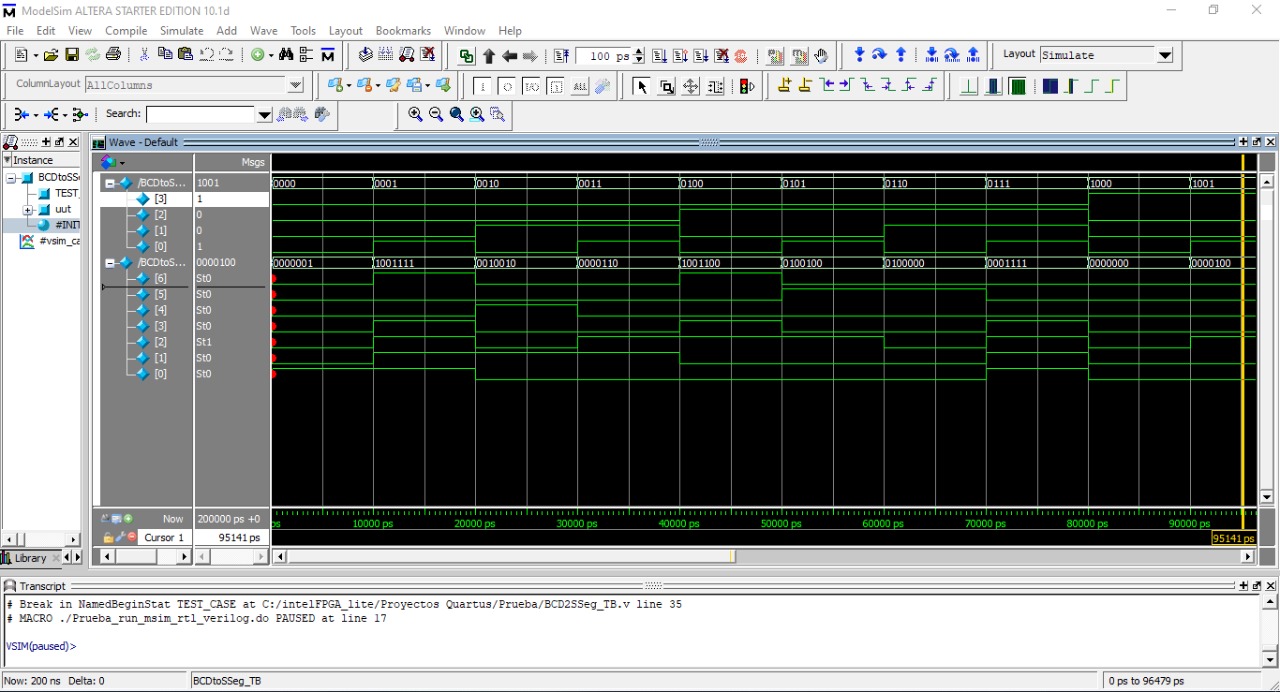 ModelSim ALTERA STARTER EDITION 10.1d
File Edit View Compile Simulate Add Wave Tools Layout Bookmarks Window Help
100 ps
Layout Simulate
ColumnLayout AllColumns
ALL
Search:
Instance
BCDtoSS
TEST_
uut
#INIT
#vsim_ca
Library
Wave - Default
Msgs
/BCDtoS... 1001 0000 0001 0010 0011 0100 0101 0110 0111 1000 1001
[3] 1
[2] 0
[1] 0
[0] 1
/BCDtoS... 0000100 0000001 1001111 0010010 0000110 1001100 0100100 0100000 0001111 0000000 0000100
[6] St0
[5] St0
[4] St0
[3] St0
[2] St1
[1] St0
[0] St0
Now 200000 ps +0 ps 10000 ps 20000 ps 30000 ps 40000 ps 50000 ps 60000 ps 70000 ps 80000 ps 90000 ps
Cursor 1 95141 ps 95141 ps
Transcript
# Break in NamedBeginStat TEST_CASE at C:/intelFPGA_lite/Proyectos Quartus/Prueba/BCD2SSeg_TB.v line 35
# MACRO ./Prueba_run_msim_rtl_verilog.do PAUSED at line 17
VSIM(paused)>
Now: 200 ns Delta: 0 BCDtoSSeg_TB 0 ps to 96479 ps